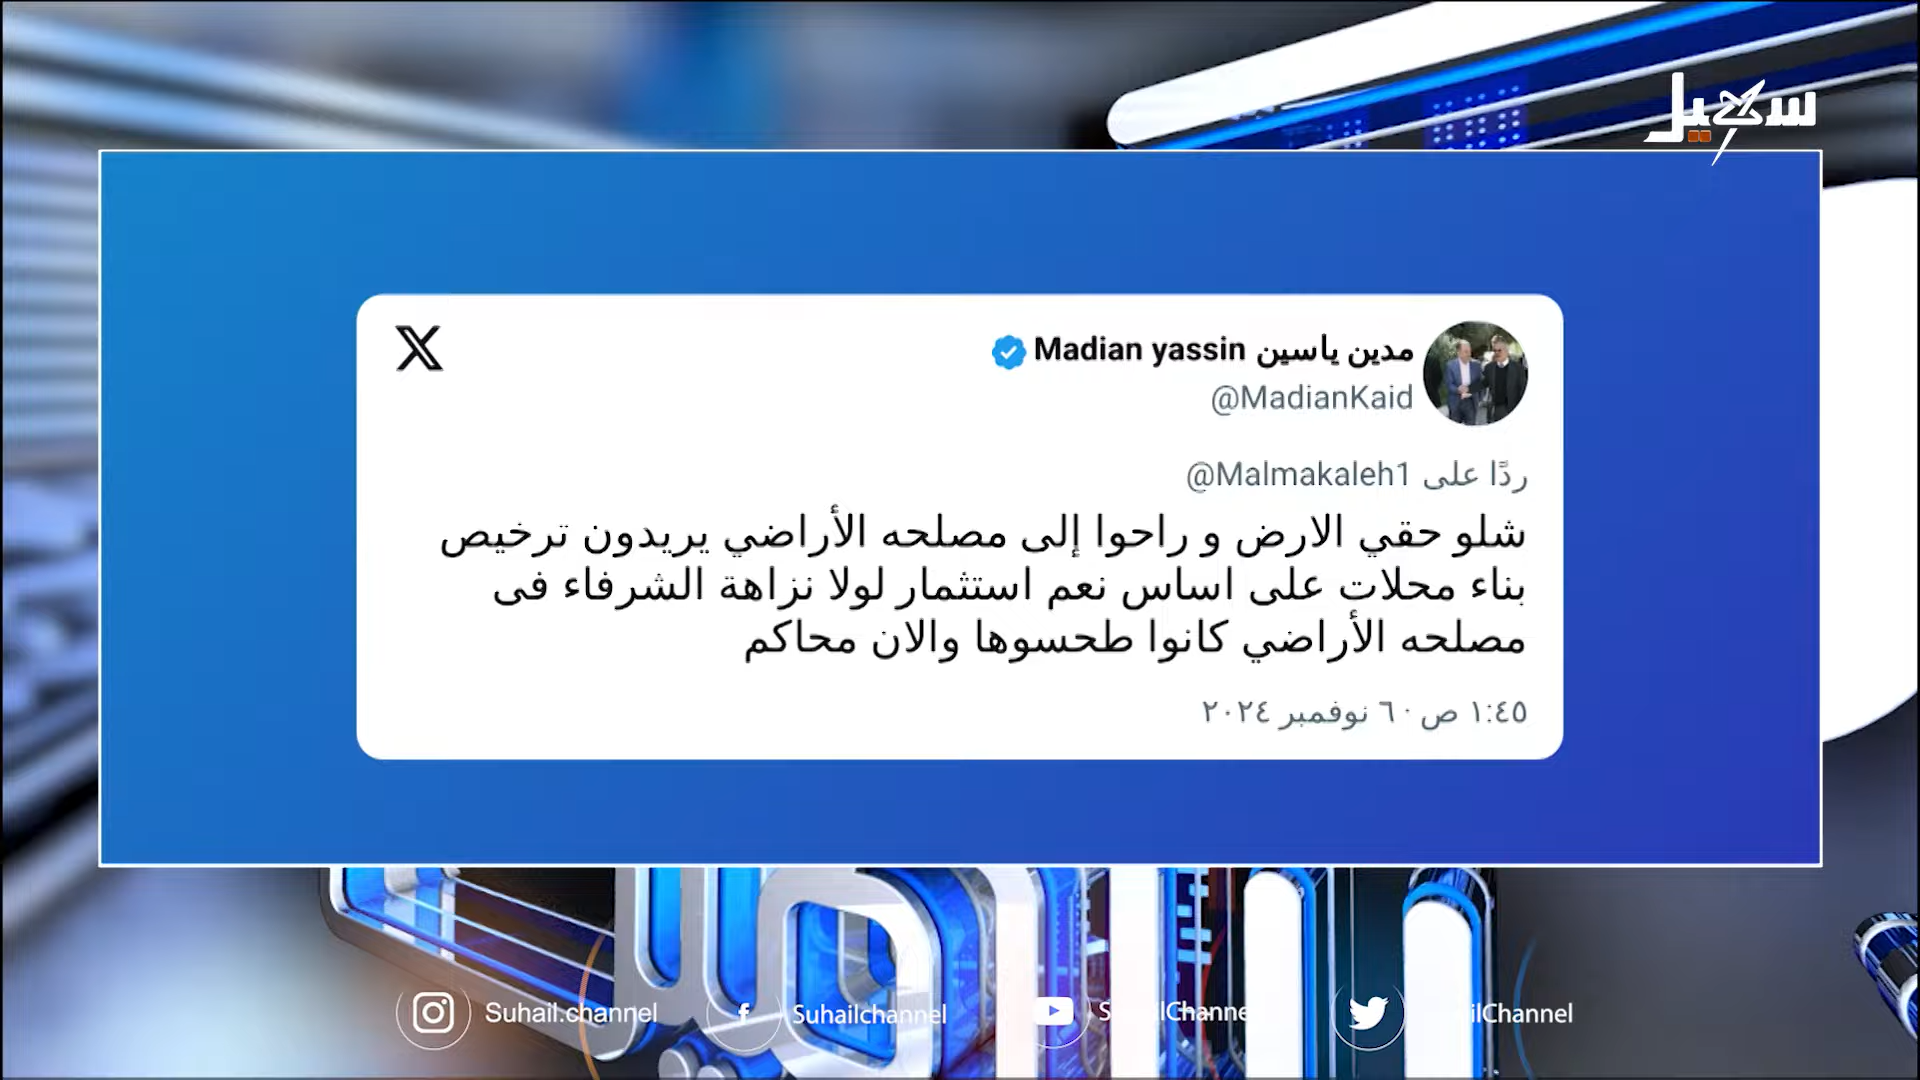 سهيل
مدين ياسين Madian yassin
@MadianKaid
ردًا على @Malmakaleh1
شلو حقي الارض و راحوا إلى مصلحه الأراضي يريدون ترخيص
بناء محلات على اساس نعم استثمار لولا نزاهة الشرفاء فى
مصلحه الأراضي كانوا طحسوها والان محاكم
١:٤٥ ص · ٦ نوفمبر ٢٠٢٤
Suhail.channel
Suhailchannel